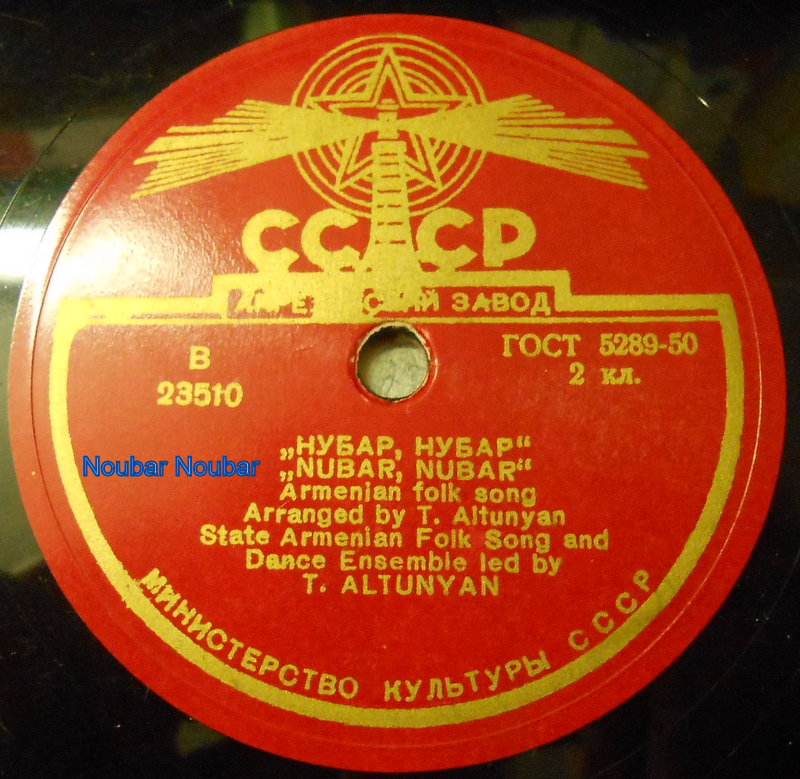 СССР
АПРЕЛЕВСКИЙ ЗАВОД
В
23510
ГОСТ 5289-50
2 кл.
„НУБАР, НУБАР“
Noubar Noubar
„NUBAR, NUBAR“
Armenian folk song
Arranged by T. Altunyan
State Armenian Folk Song and
Dance Ensemble led by
T. ALTUNYAN
МИНИСТЕРСТВО КУЛЬТУРЫ СССР